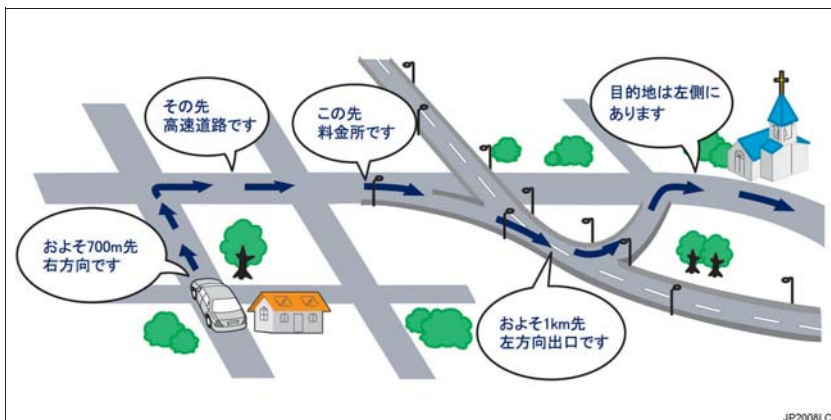 その先
高速道路です
この先
料金所です
目的地は左側に
あります
およそ700m先
右方向です
およそ1km先
左方向出口です
JP2008LC